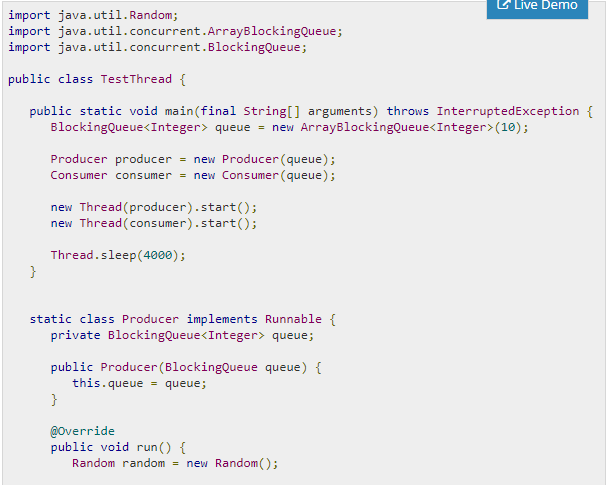 Live Demo
import java.util.Random;
import java.util.concurrent.ArrayBlockingQueue;
import java.util.concurrent.BlockingQueue;

public class TestThread {

   public static void main(final String[] arguments) throws InterruptedException {
      BlockingQueue<Integer> queue = new ArrayBlockingQueue<Integer>(10);

      Producer producer = new Producer(queue);
      Consumer consumer = new Consumer(queue);

      new Thread(producer).start();
      new Thread(consumer).start();

      Thread.sleep(4000);
   }


   static class Producer implements Runnable {
      private BlockingQueue<Integer> queue;

      public Producer(BlockingQueue queue) {
         this.queue = queue;
      }

      @Override
      public void run() {
         Random random = new Random();